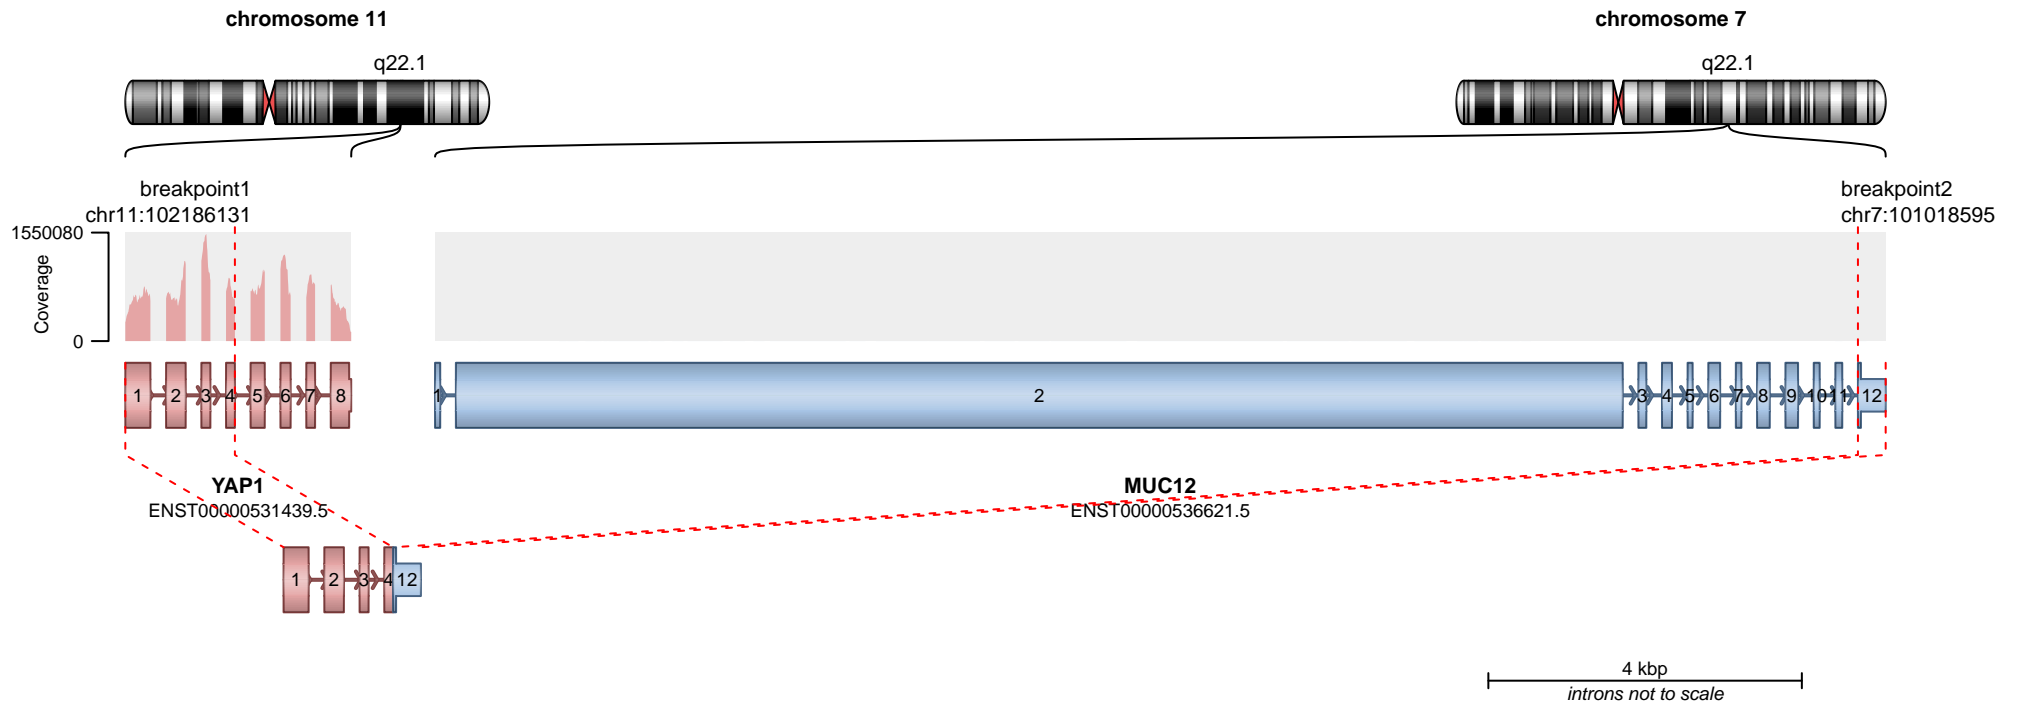 chromosome 11
chromosome 7
q22.1
q22.1
breakpoint1
chr11:102186131
breakpoint2
chr7:101018595
1550080
Coverage
0
1 2 3 4 5 6 7 8
1 2 3 4 5 6 7 8 9 10 11 12
YAP1
ENST00000531439.5
MUC12
ENST00000536621.5
1 2 3 4 12
4 kbp
introns not to scale